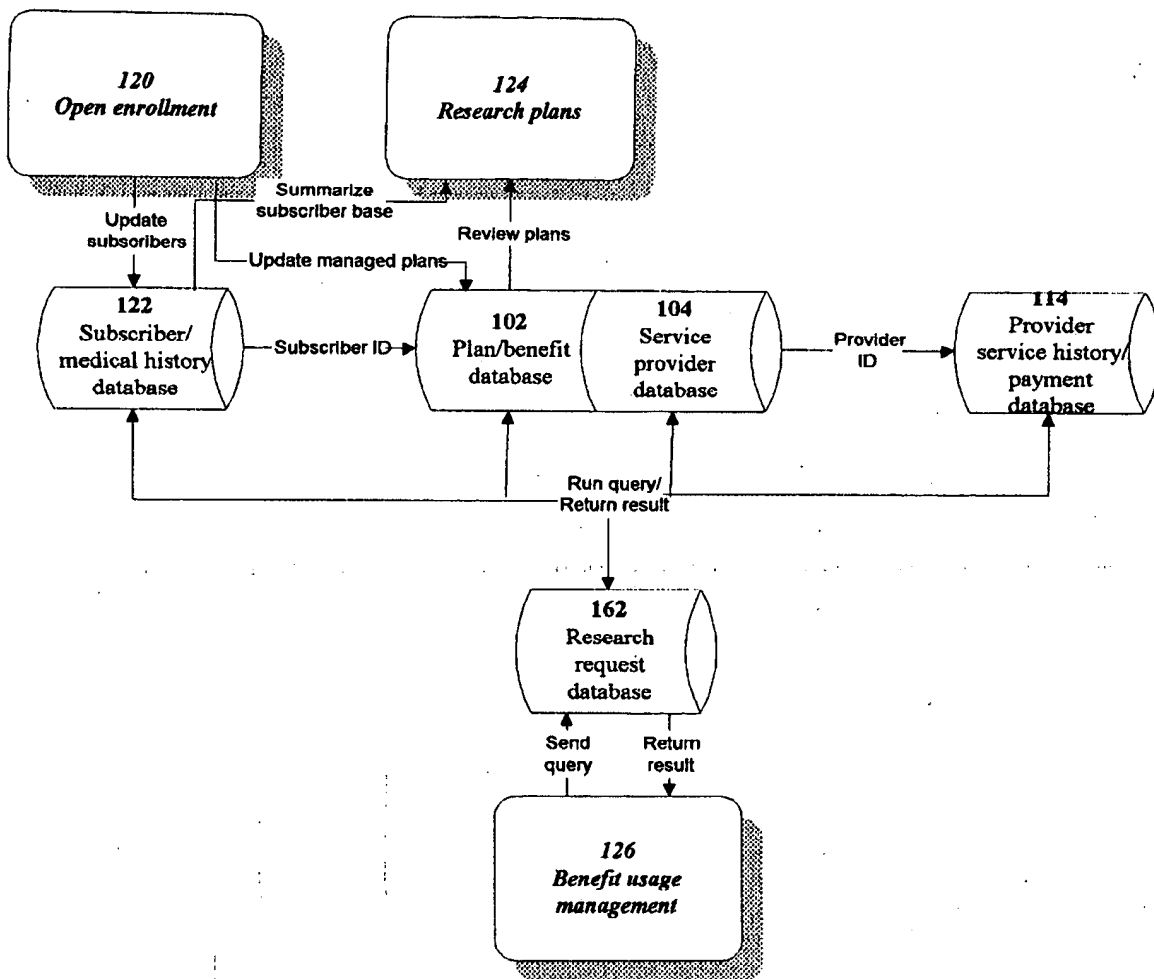 120
Open enrollment
124
Research plans
Summarize
subscriber base
Update
subscribers
Review plans
Update managed plans
122
Subscriber/
medical history
database
Subscriber ID
102
Plan/benefit
database
104
Service
provider
database
Provider
ID
114
Provider
service history/
payment
database
Run query/
Return result
162
Research
request
database
Send
query
Return
result
126
Benefit usage
management